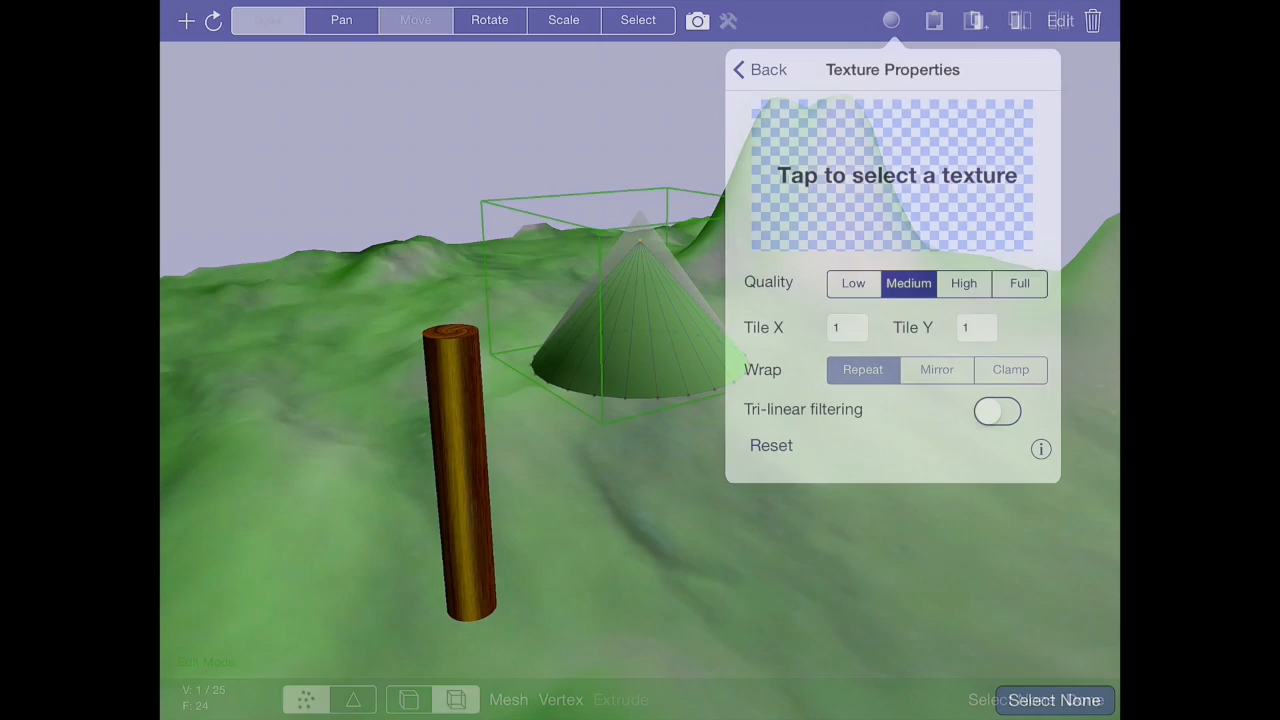 Pan Move Rotate Scale Select Edit
Back Texture Properties
Tap to select a texture
Quality Low Medium High Full
Tile X 1 Tile Y 1
Wrap Repeat Mirror Clamp
Tri-linear filtering
Reset
Edit Mode
V: 1 / 25
F: 24
Mesh Vertex Extrude Select None